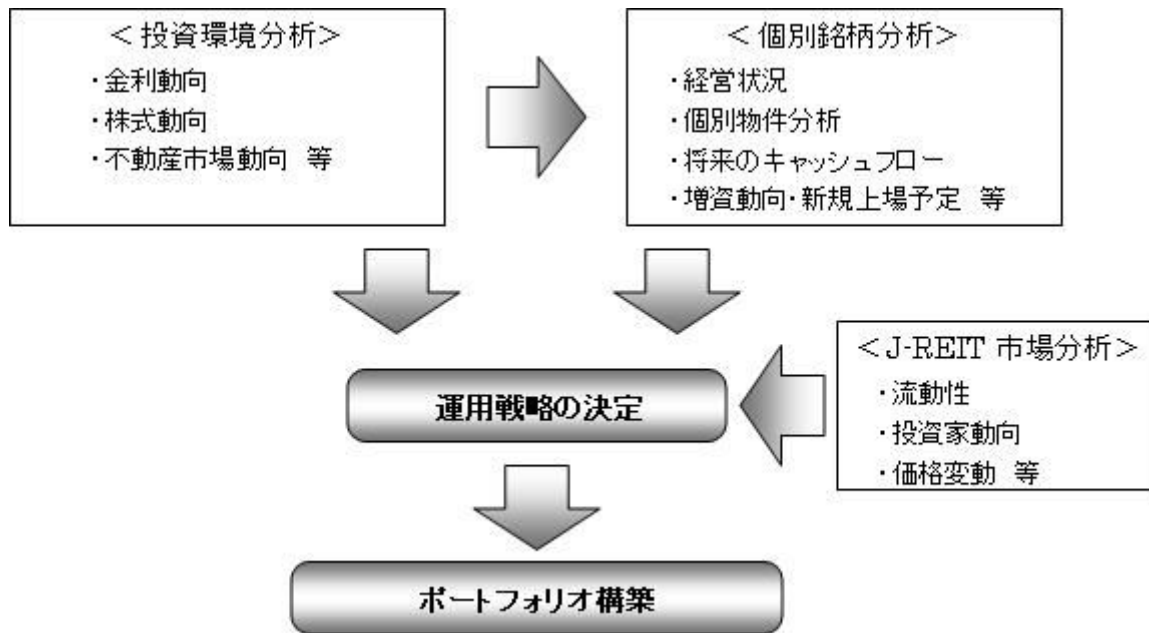 ＜投資環境分析＞
・金利動向
・株式動向
・不動産市場動向　等
＜個別銘柄分析＞
・経営状況
・個別物件分析
・将来のキャッシュフロー
・増資動向・新規上場予定　等
＜J-REIT 市場分析＞
・流動性
・投資家動向
・価格変動　等
運用戦略の決定
ポートフォリオ構築